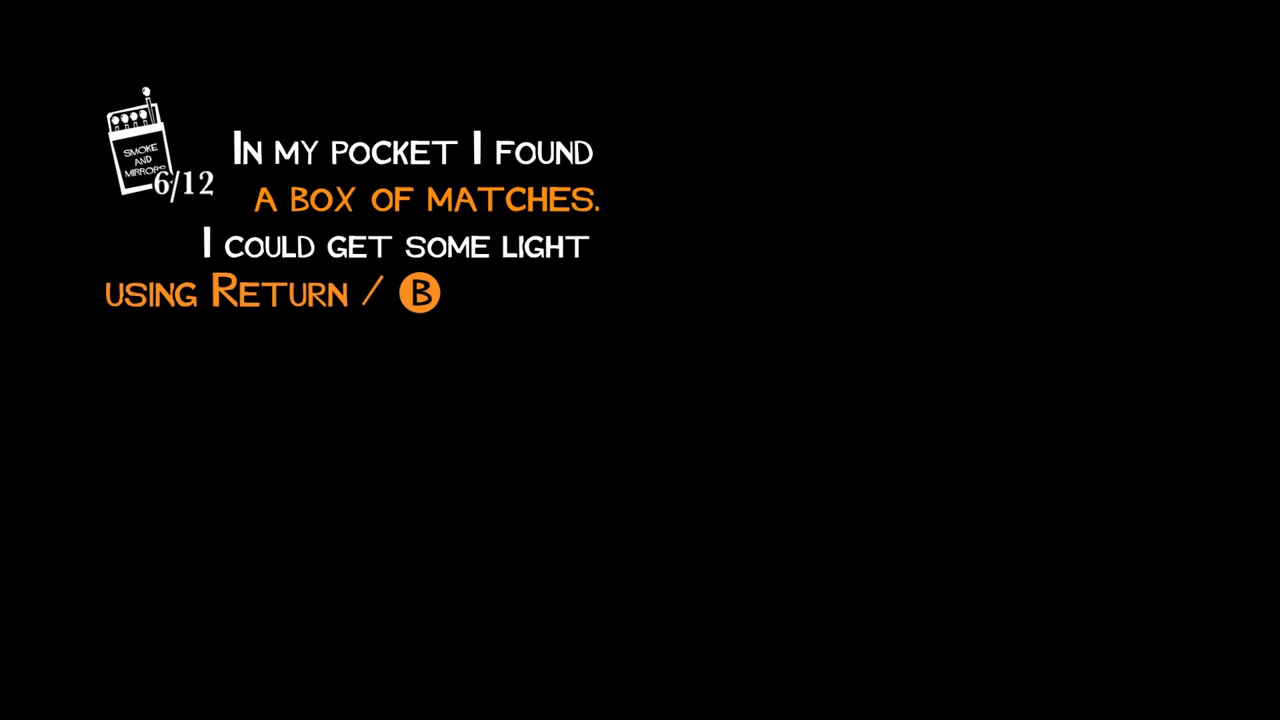 SMOKE
AND
MIRRORS
6/12
In my pocket I found
a box of matches.
I could get some light
using Return / B